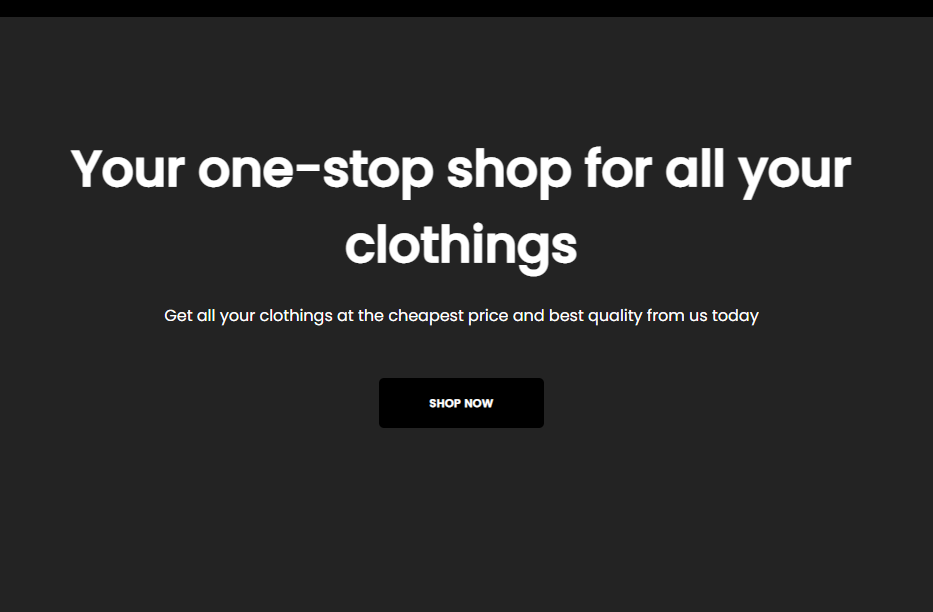 Your one-stop shop for all your
clothings
Get all your clothings at the cheapest price and best quality from us today
SHOP NOW